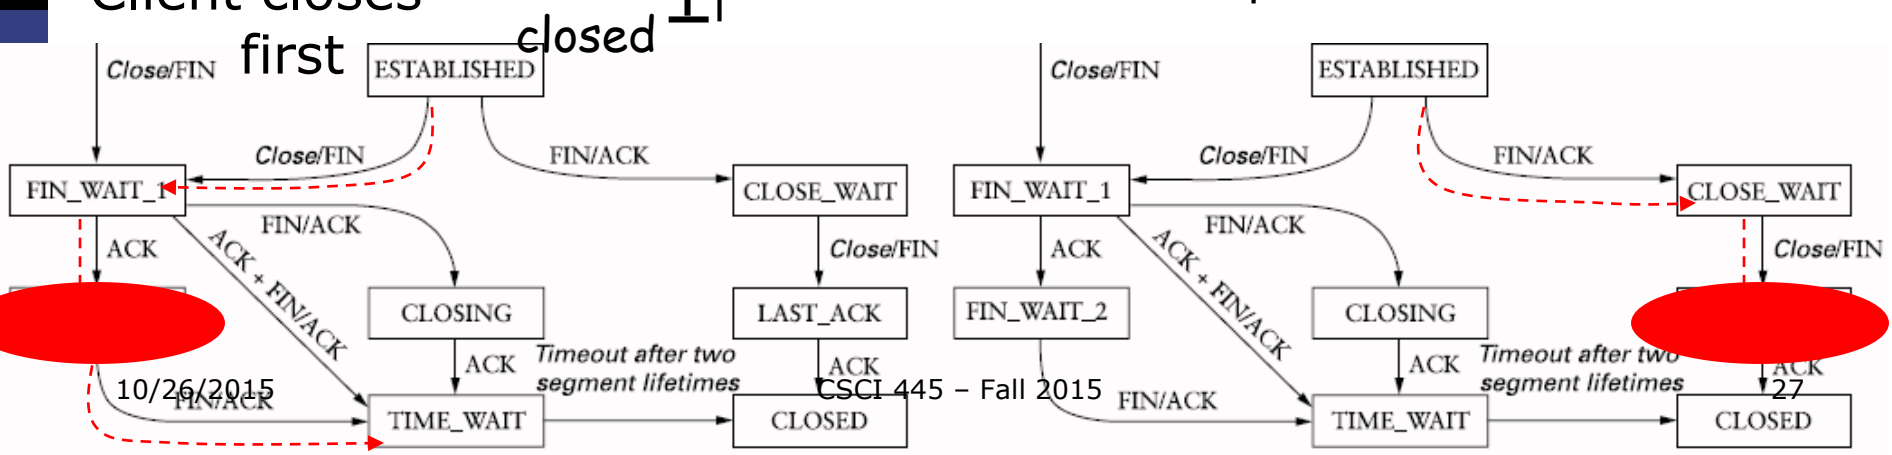 Client closes
first
closed
Close/FIN
ESTABLISHED
Close/FIN
FIN/ACK
FIN_WAIT_1
CLOSE_WAIT
FIN/ACK
ACK
ACK + FIN/ACK
Close/FIN
CLOSING
LAST_ACK
ACK
Timeout after two
segment lifetimes
ACK
FIN/ACK
TIME_WAIT
CLOSED
Close/FIN
ESTABLISHED
Close/FIN
FIN/ACK
FIN_WAIT_1
CLOSE_WAIT
FIN/ACK
ACK
ACK + FIN/ACK
Close/FIN
FIN_WAIT_2
CLOSING
ACK
Timeout after two
segment lifetimes
ACK
FIN/ACK
TIME_WAIT
CLOSED
10/26/2015
CSCI 445 – Fall 2015
27